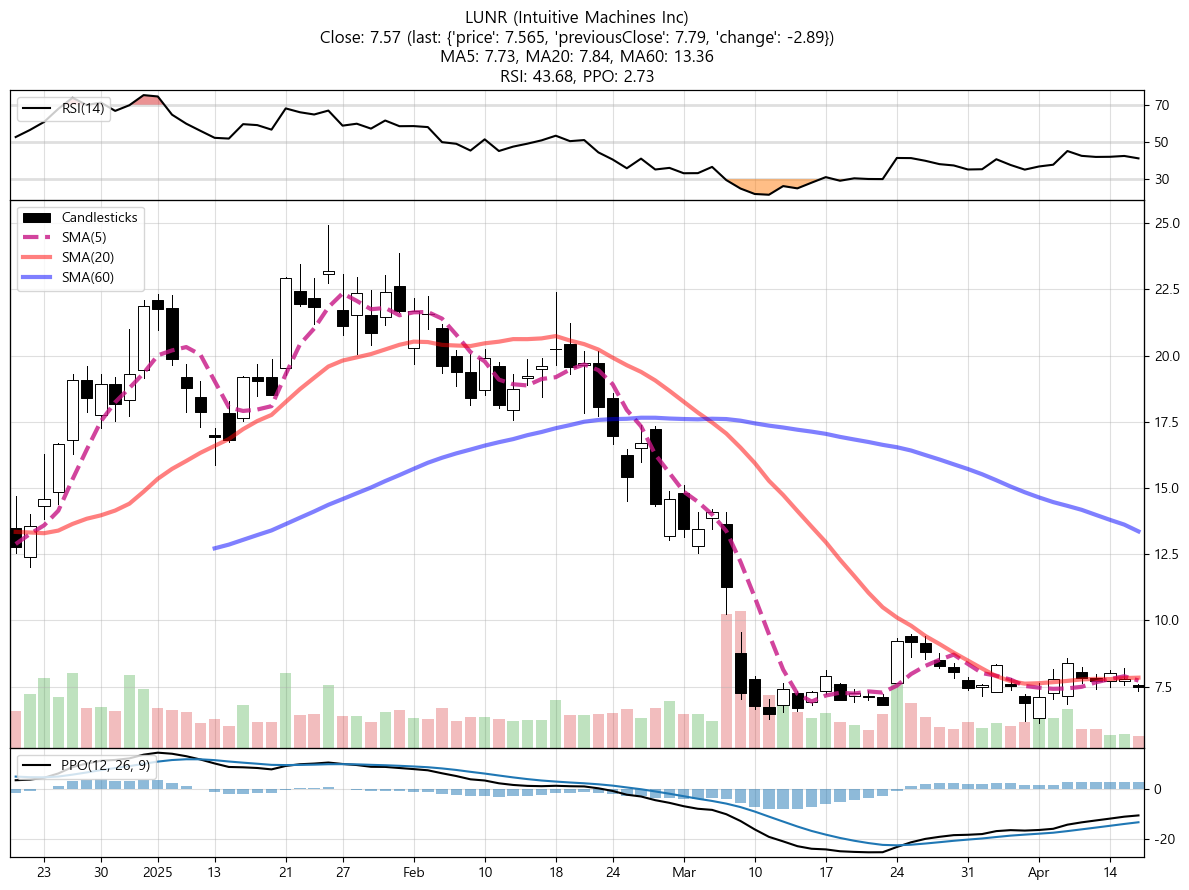 LUNR (Intuitive Machines Inc)
Close: 7.57 (last: {'price': 7.565, 'previousClose': 7.79, 'change': -2.89})
MA5: 7.73, MA20: 7.84, MA60: 13.36
RSI: 43.68, PPO: 2.73
RSI(14)
70
50
30
Candlesticks
SMA(5)
SMA(20)
SMA(60)
25.0
22.5
20.0
17.5
15.0
12.5
10.0
7.5
PPO(12, 26, 9)
0
-20
23 30 2025 13 21 27 Feb 10 18 24 Mar 10 17 24 31 Apr 14